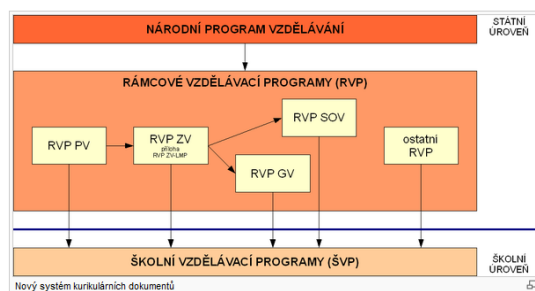 NÁRODNÍ PROGRAM VZDĚLÁVÁNÍ
STÁTNÍ
ÚROVEŇ
RÁMCOVÉ VZDĚLÁVACÍ PROGRAMY (RVP)
RVP SOV
RVP PV
RVP ZV
příloha
RVP ZV-LMP
ostatni
RVP
RVP GV
ŠKOLNÍ VZDĚLÁVACÍ PROGRAMY (ŠVP)
ŠKOLNÍ
ÚROVEŇ
Nový systém kurikulárních dokumentů